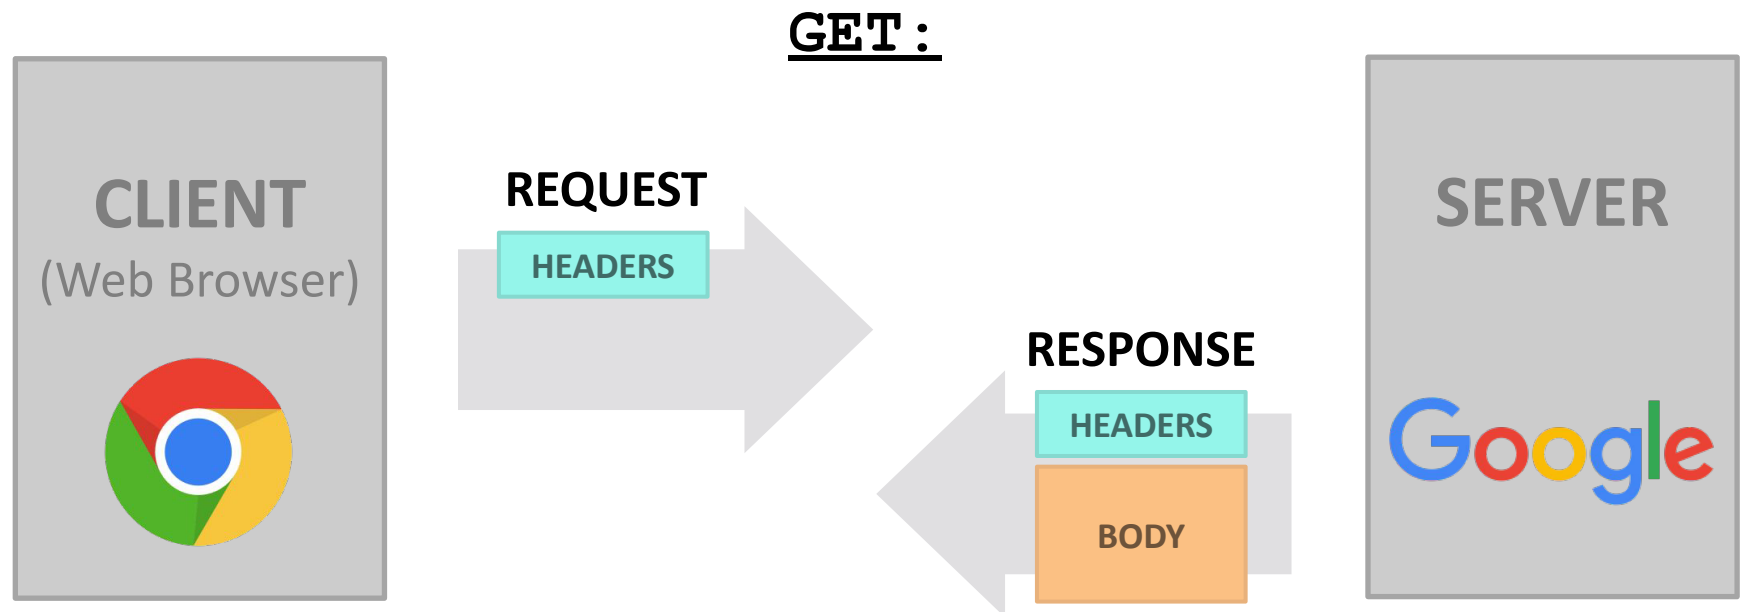 GET:
CLIENT
(Web Browser)
REQUEST
HEADERS
RESPONSE
HEADERS
BODY
SERVER
Google